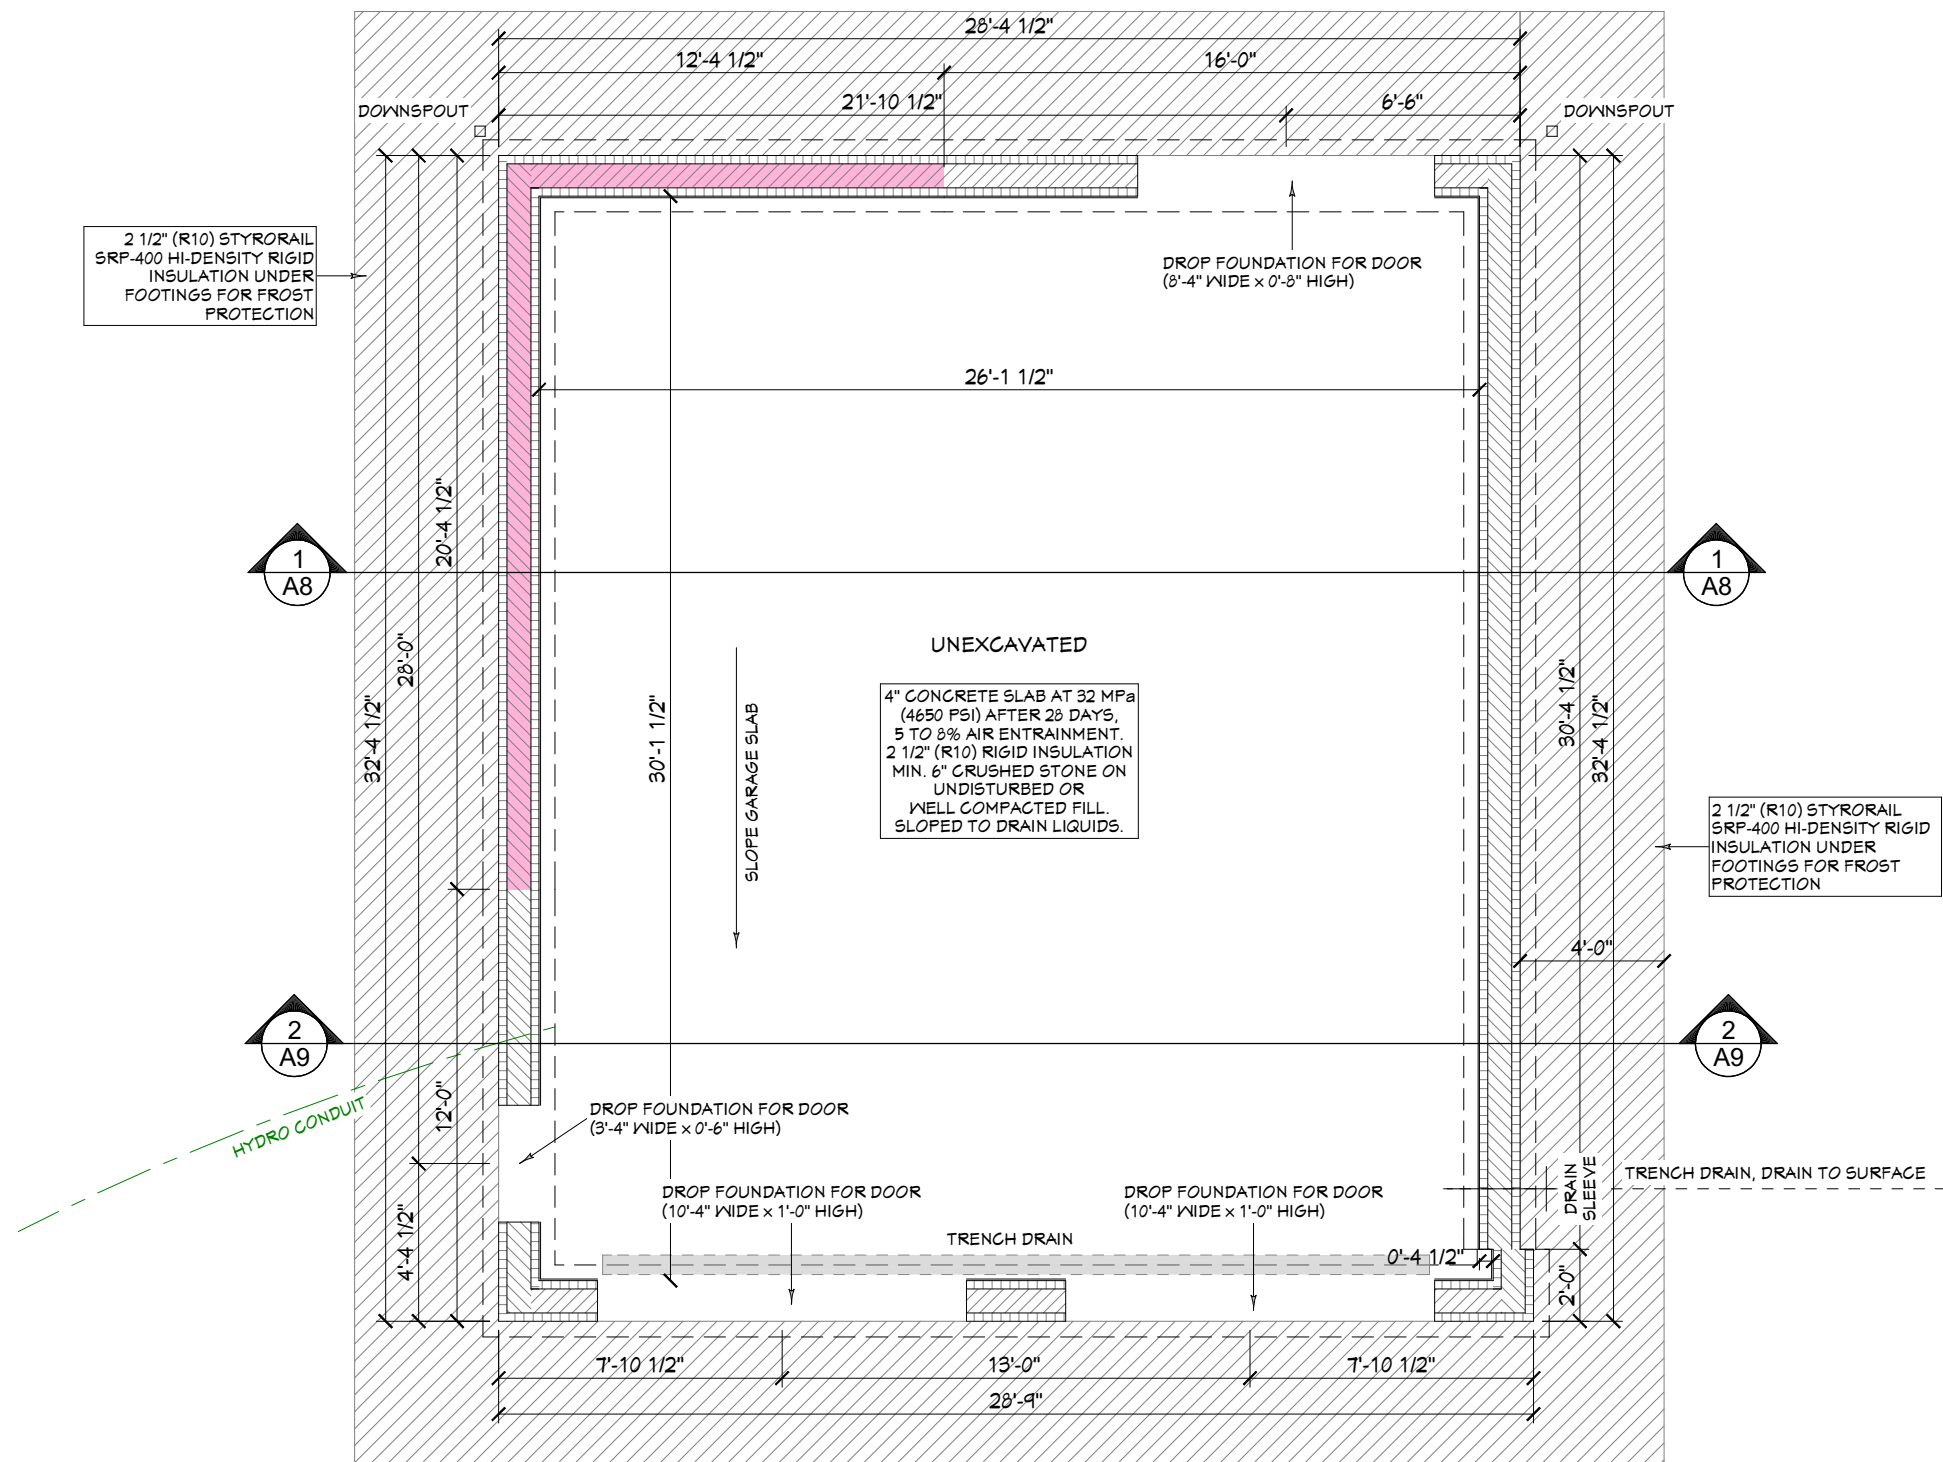 28'-4 1/2"
12'-4 1/2"
16'-0"
21'-10 1/2"
6'-6"
DOWNSPOUT
DOWNSPOUT
2 1/2" (R10) STYRORAIL
SRP-400 HI-DENSITY RIGID
INSULATION UNDER
FOOTINGS FOR FROST
PROTECTION
DROP FOUNDATION FOR DOOR
(8'-4" WIDE x 0'-8" HIGH)
26'-1 1/2"
20'-4 1/2"
28'-0"
32'-4 1/2"
1
A8
1
A8
UNEXCAVATED
4" CONCRETE SLAB AT 32 MPa
(4650 PSI) AFTER 28 DAYS,
5 TO 8% AIR ENTRAINMENT.
2 1/2" (R10) RIGID INSULATION
MIN. 6" CRUSHED STONE ON
UNDISTURBED OR
WELL COMPACTED FILL.
SLOPED TO DRAIN LIQUIDS.
30'-1 1/2"
SLOPE GARAGE SLAB
30'-4 1/2"
32'-4 1/2"
2 1/2" (R10) STYRORAIL
SRP-400 HI-DENSITY RIGID
INSULATION UNDER
FOOTINGS FOR FROST
PROTECTION
4'-0"
2
A9
2
A9
HYDRO CONDUIT
12'-0"
DROP FOUNDATION FOR DOOR
(3'-4" WIDE x 0'-6" HIGH)
DROP FOUNDATION FOR DOOR
(10'-4" WIDE x 1'-0" HIGH)
DROP FOUNDATION FOR DOOR
(10'-4" WIDE x 1'-0" HIGH)
DRAIN
SLEEVE
TRENCH DRAIN, DRAIN TO SURFACE
TRENCH DRAIN
0'-4 1/2"
4'-4 1/2"
2'-0"
7'-10 1/2"
13'-0"
7'-10 1/2"
28'-9"